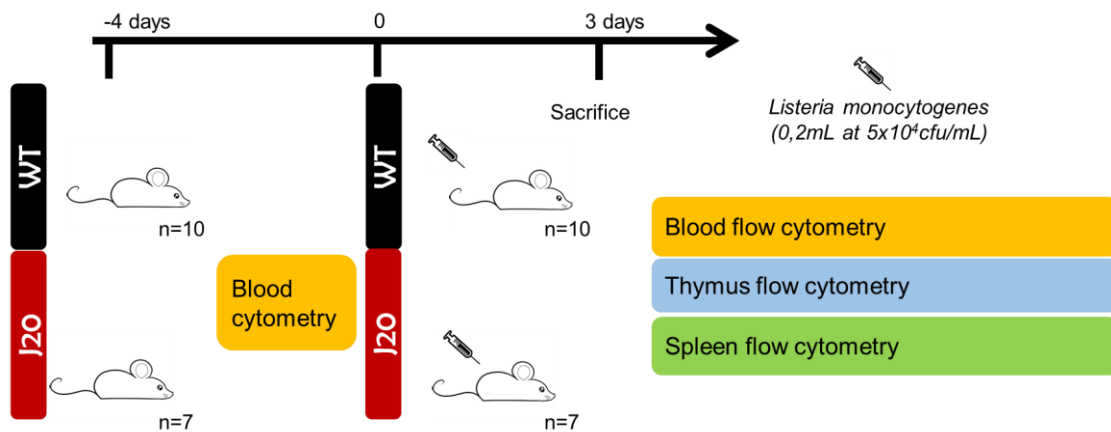 -4 days
0
3 days
Sacrifice
Listeria monocytogenes
(0,2mL at 5x10⁴cfu/mL)
WT
n=10
WT
n=10
Blood
cytometry
J20
n=7
J20
n=7
Blood flow cytometry
Thymus flow cytometry
Spleen flow cytometry